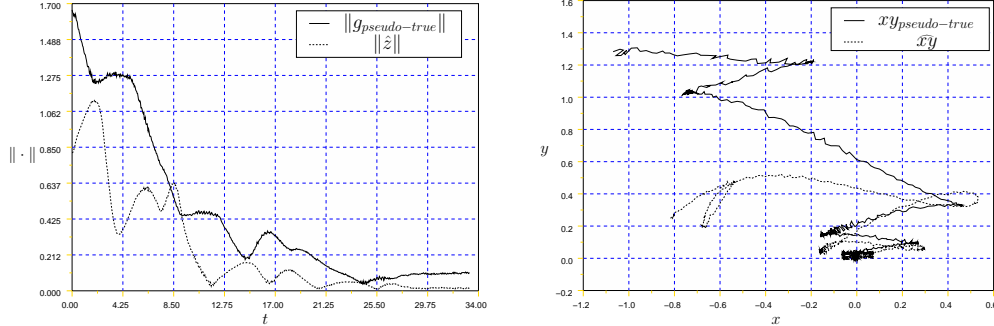 1.700
1.488
1.275
1.062
0.850
0.637
0.425
0.212
0.000
‖ · ‖
‖g_{pseudo−true}‖
‖ẑ‖
0.00 4.25 8.50 12.75 17.00 21.25 25.50 29.75 34.00
t
1.6
1.4
1.2
1.0
0.8
0.6
0.4
0.2
0.0
−0.2
y
xy_{pseudo−true}
x͡y
−1.2 −1.0 −0.8 −0.6 −0.4 −0.2 0.0 0.2 0.4 0.6
x